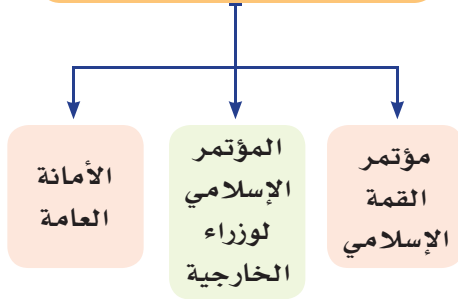 مؤتمر
القمة
الإسلامي
المؤتمر
الإسلامي
لوزراء
الخارجية
الأمانة
العامة